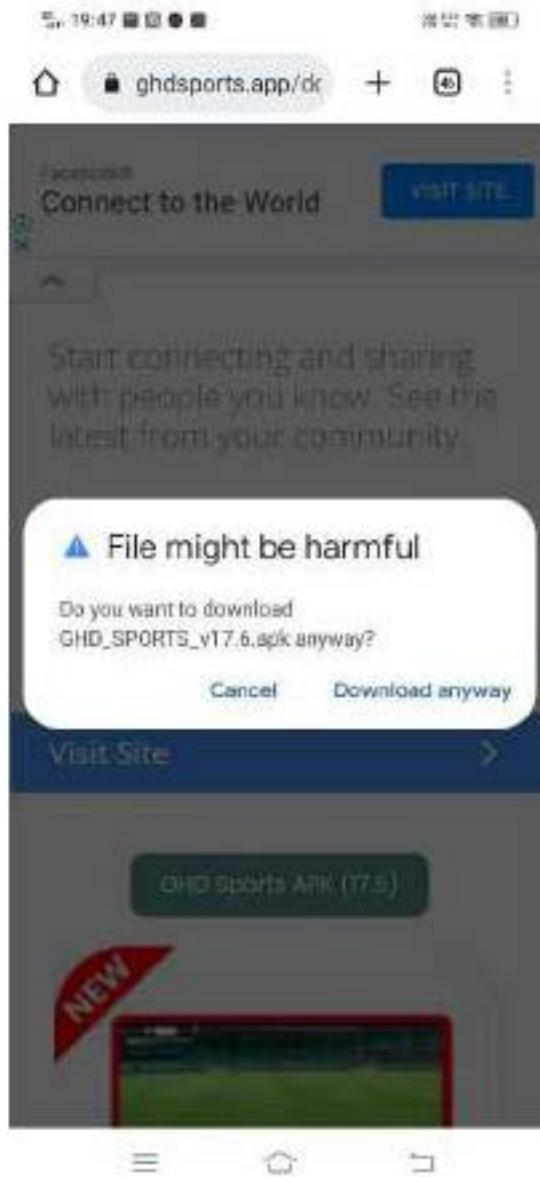 19:47
ghdsports.app/dc
Connect to the World
VISIT SITE
Start connecting and sharing
with people you know. See the
latest from your community.
File might be harmful
Do you want to download
GHD_SPORTS_v17.6.apk anyway?
Cancel
Download anyway
Visit Site
GHD Sports APK (17.5)
NEW